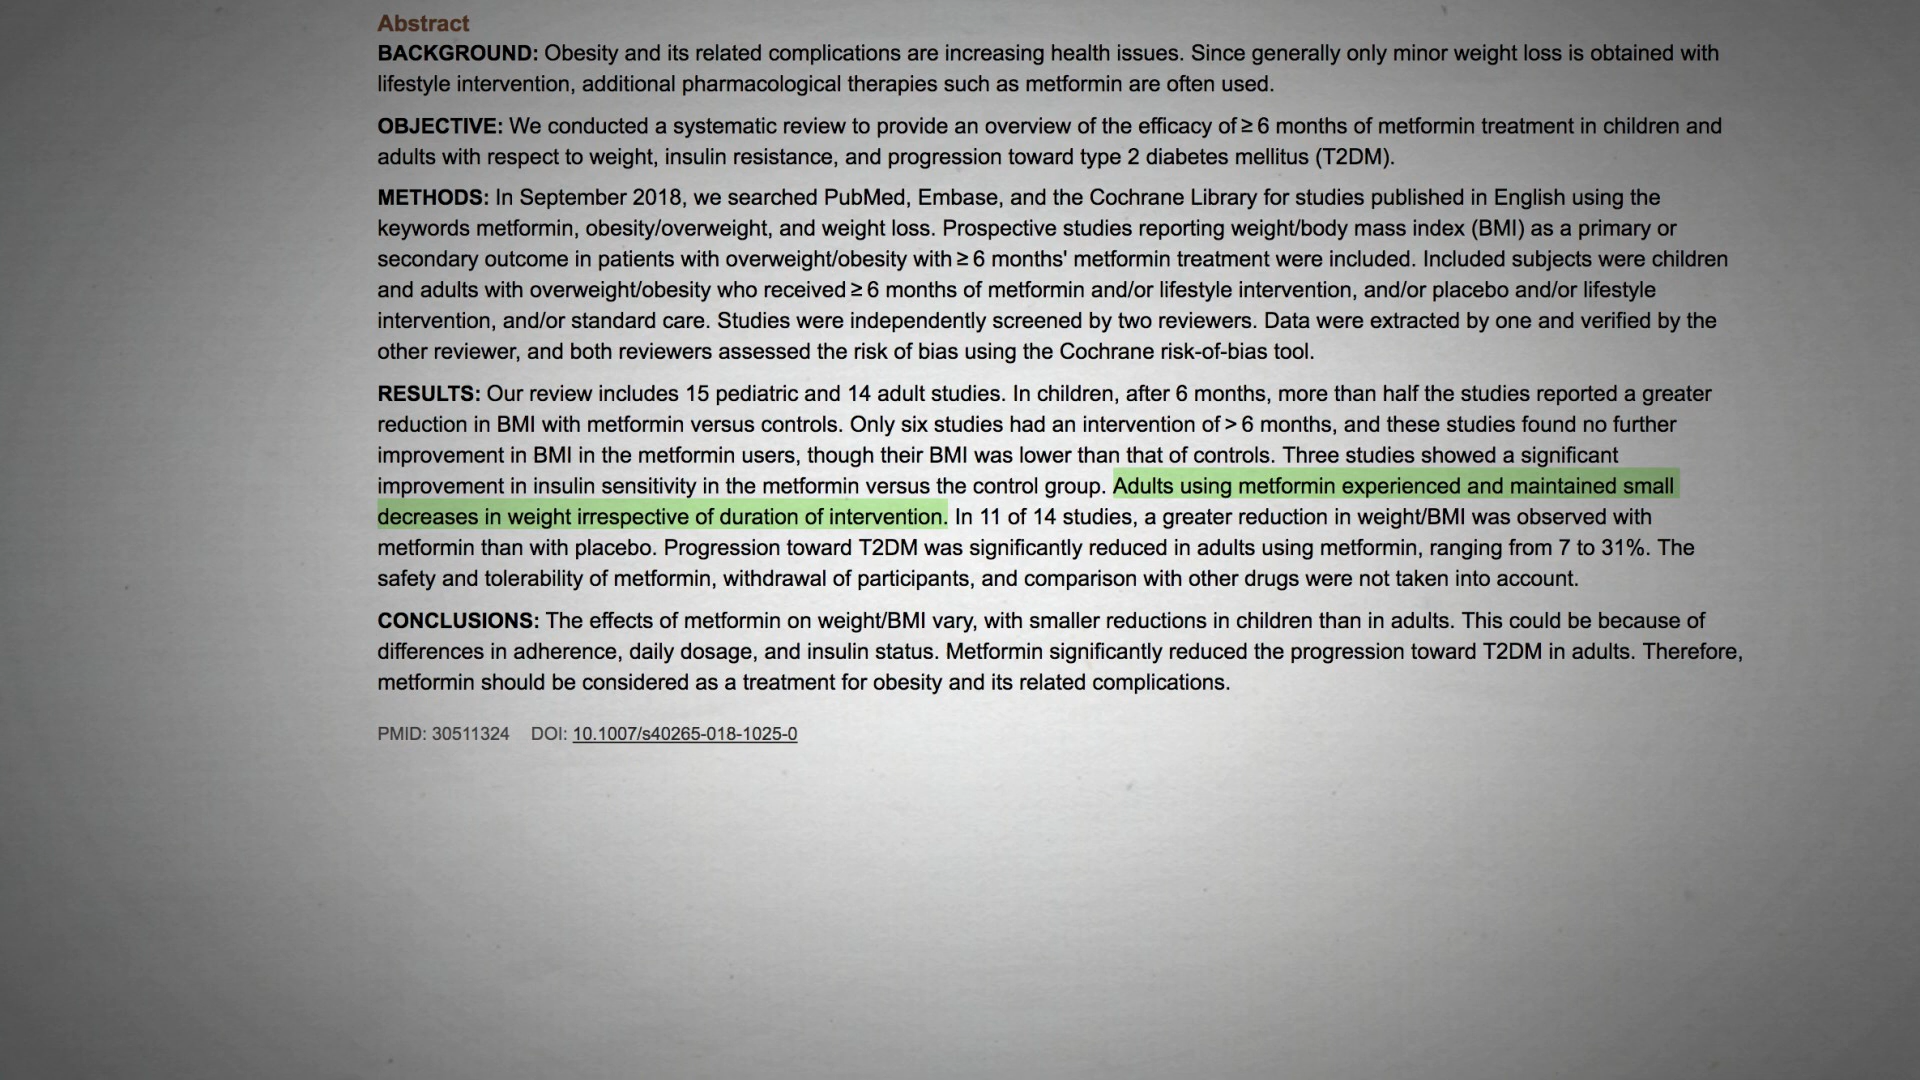 Abstract
BACKGROUND: Obesity and its related complications are increasing health issues. Since generally only minor weight loss is obtained with
lifestyle intervention, additional pharmacological therapies such as metformin are often used.
OBJECTIVE: We conducted a systematic review to provide an overview of the efficacy of ≥ 6 months of metformin treatment in children and
adults with respect to weight, insulin resistance, and progression toward type 2 diabetes mellitus (T2DM).
METHODS: In September 2018, we searched PubMed, Embase, and the Cochrane Library for studies published in English using the
keywords metformin, obesity/overweight, and weight loss. Prospective studies reporting weight/body mass index (BMI) as a primary or
secondary outcome in patients with overweight/obesity with ≥ 6 months' metformin treatment were included. Included subjects were children
and adults with overweight/obesity who received ≥ 6 months of metformin and/or lifestyle intervention, and/or placebo and/or lifestyle
intervention, and/or standard care. Studies were independently screened by two reviewers. Data were extracted by one and verified by the
other reviewer, and both reviewers assessed the risk of bias using the Cochrane risk-of-bias tool.
RESULTS: Our review includes 15 pediatric and 14 adult studies. In children, after 6 months, more than half the studies reported a greater
reduction in BMI with metformin versus controls. Only six studies had an intervention of > 6 months, and these studies found no further
improvement in BMI in the metformin users, though their BMI was lower than that of controls. Three studies showed a significant
improvement in insulin sensitivity in the metformin versus the control group. Adults using metformin experienced and maintained small
decreases in weight irrespective of duration of intervention. In 11 of 14 studies, a greater reduction in weight/BMI was observed with
metformin than with placebo. Progression toward T2DM was significantly reduced in adults using metformin, ranging from 7 to 31%. The
safety and tolerability of metformin, withdrawal of participants, and comparison with other drugs were not taken into account.
CONCLUSIONS: The effects of metformin on weight/BMI vary, with smaller reductions in children than in adults. This could be because of
differences in adherence, daily dosage, and insulin status. Metformin significantly reduced the progression toward T2DM in adults. Therefore,
metformin should be considered as a treatment for obesity and its related complications.
PMID: 30511324 DOI: 10.1007/s40265-018-1025-0